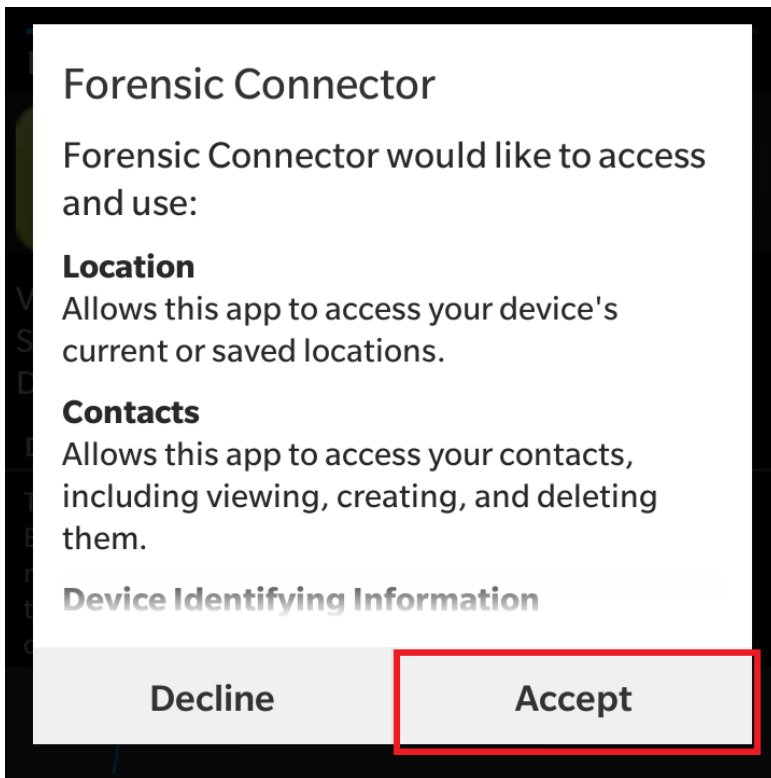 Forensic Connector
Forensic Connector would like to access
and use:
Location
Allows this app to access your device's
current or saved locations.
Contacts
Allows this app to access your contacts,
including viewing, creating, and deleting
them.
Device Identifying Information
Decline
Accept